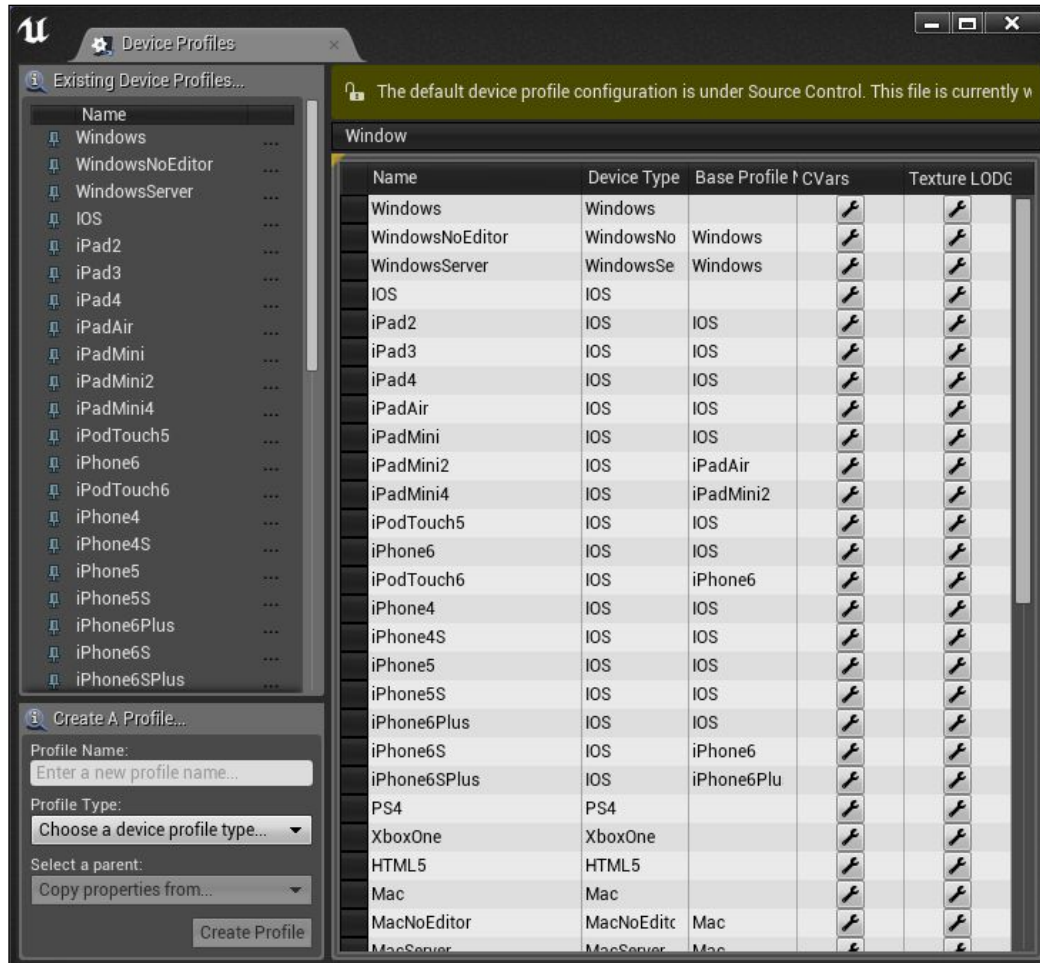 Device Profiles
Existing Device Profiles...
Name
Windows ...
WindowsNoEditor ...
WindowsServer ...
IOS ...
iPad2 ...
iPad3 ...
iPad4 ...
iPadAir ...
iPadMini ...
iPadMini2 ...
iPadMini4 ...
iPodTouch5 ...
iPhone6 ...
iPodTouch6 ...
iPhone4 ...
iPhone4S ...
iPhone5 ...
iPhone5S ...
iPhone6Plus ...
iPhone6S ...
iPhone6SPlus ...
Create A Profile...
Profile Name:
Enter a new profile name...
Profile Type:
Choose a device profile type...
Select a parent:
Copy properties from...
Create Profile
The default device profile configuration is under Source Control. This file is currently w
Window
Name Device Type Base Profile N CVars Texture LODG
Windows Windows
WindowsNoEditor WindowsNo Windows
WindowsServer WindowsSe Windows
IOS IOS
iPad2 IOS IOS
iPad3 IOS IOS
iPad4 IOS IOS
iPadAir IOS IOS
iPadMini IOS IOS
iPadMini2 IOS iPadAir
iPadMini4 IOS iPadMini2
iPodTouch5 IOS IOS
iPhone6 IOS IOS
iPodTouch6 IOS iPhone6
iPhone4 IOS IOS
iPhone4S IOS IOS
iPhone5 IOS IOS
iPhone5S IOS IOS
iPhone6Plus IOS IOS
iPhone6S IOS iPhone6
iPhone6SPlus IOS iPhone6Plu
PS4 PS4
XboxOne XboxOne
HTML5 HTML5
Mac Mac
MacNoEditor MacNoEditc Mac
MacServer MacServer Mac